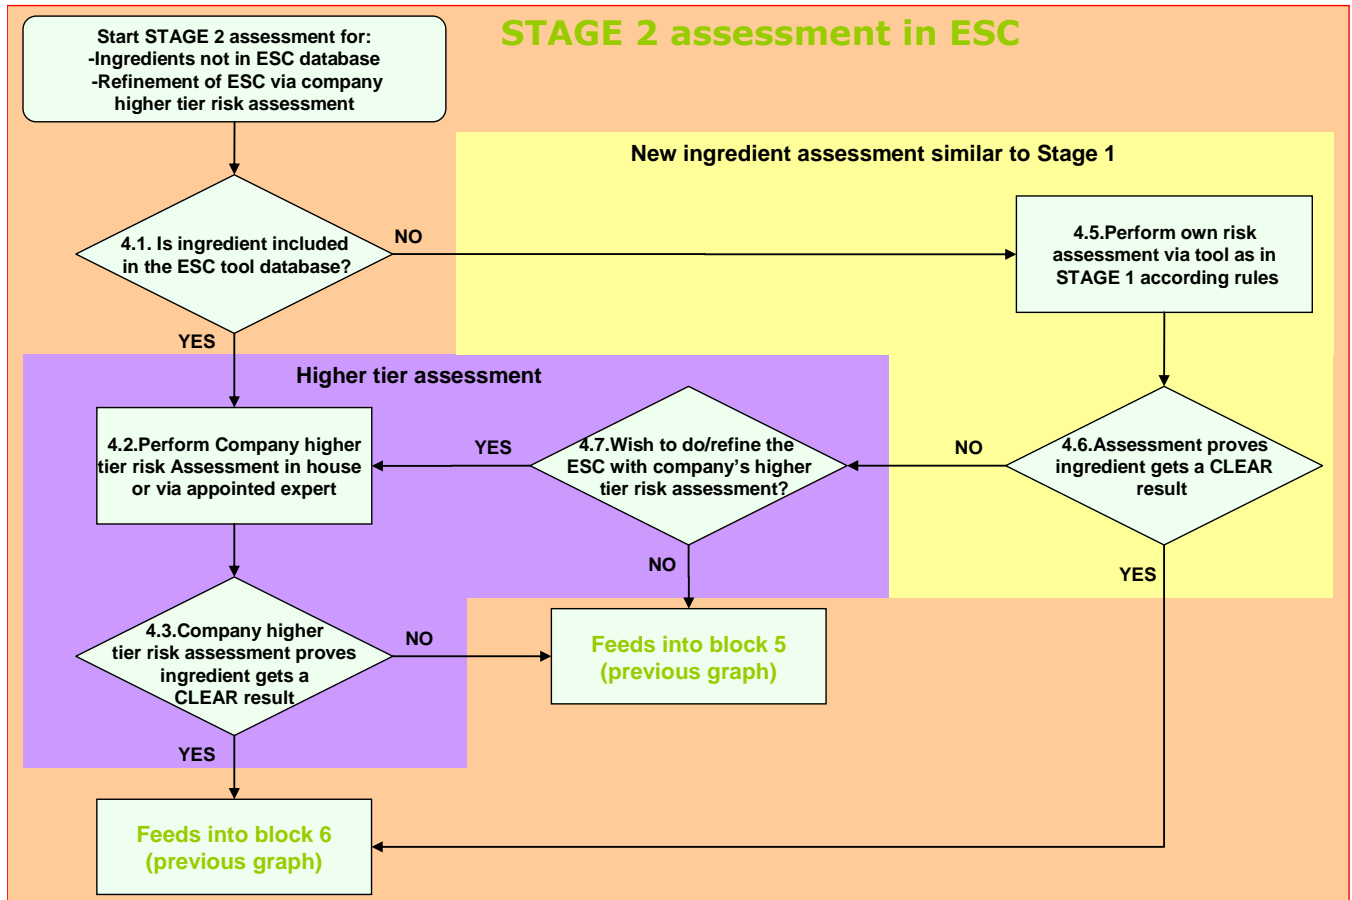 STAGE 2 assessment in ESC
Start STAGE 2 assessment for:
-Ingredients not in ESC database
-Refinement of ESC via company
higher tier risk assessment
New ingredient assessment similar to Stage 1
4.1. Is ingredient included
in the ESC tool database?
NO
4.5.Perform own risk
assessment via tool as in
STAGE 1 according rules
YES
Higher tier assessment
4.2.Perform Company higher
tier risk Assessment in house
or via appointed expert
YES
4.7.Wish to do/refine the
ESC with company's higher
tier risk assessment?
NO
4.6.Assessment proves
ingredient gets a CLEAR
result
NO
YES
4.3.Company higher
tier risk assessment proves
ingredient gets a
CLEAR result
NO
Feeds into block 5
(previous graph)
YES
Feeds into block 6
(previous graph)